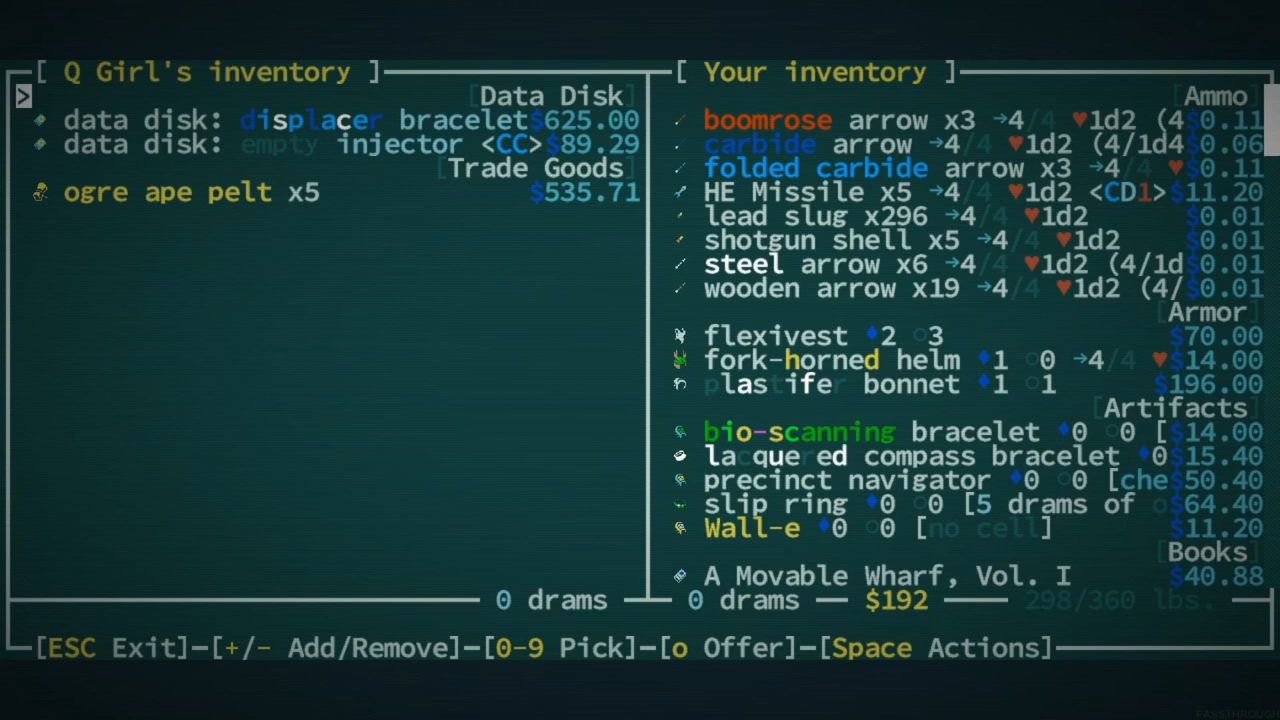 [ Q Girl's inventory ]
> [Data Disk]
data disk: displacer bracelet $625.00
data disk: empty injector <CC> $89.29
[Trade Goods]
ogre ape pelt x5 $535.71
0 drams
[ Your inventory ]
[Ammo]
boomrose arrow x3 →4/4 ♥1d2 (4 $0.11
carbide arrow →4/4 ♥1d2 (4/1d4 $0.06
folded carbide arrow x3 →4/4 ♥ $0.11
HE Missile x5 →4/4 ♥1d2 <CD1> $11.20
lead slug x296 →4/4 ♥1d2 $0.01
shotgun shell x5 →4/4 ♥1d2 $0.01
steel arrow x6 →4/4 ♥1d2 (4/1d $0.01
wooden arrow x19 →4/4 ♥1d2 (4/ $0.01
[Armor]
flexivest ♦2 ○3 $70.00
fork-horned helm ♦1 ○0 →4/4 ♥ $14.00
plastifer bonnet ♦1 ○1 $196.00
[Artifacts]
bio-scanning bracelet ♦0 ○0 [ $14.00
lacquered compass bracelet ♦0 $15.40
precinct navigator ♦0 ○0 [che $50.40
slip ring ♦0 ○0 [5 drams of o $64.40
Wall-e ♦0 ○0 [no cell] $11.20
[Books]
A Movable Wharf, Vol. I $40.88
0 drams — $192 — 298/360 lbs.
[ESC Exit]-[+/- Add/Remove]-[0-9 Pick]-[o Offer]-[Space Actions]